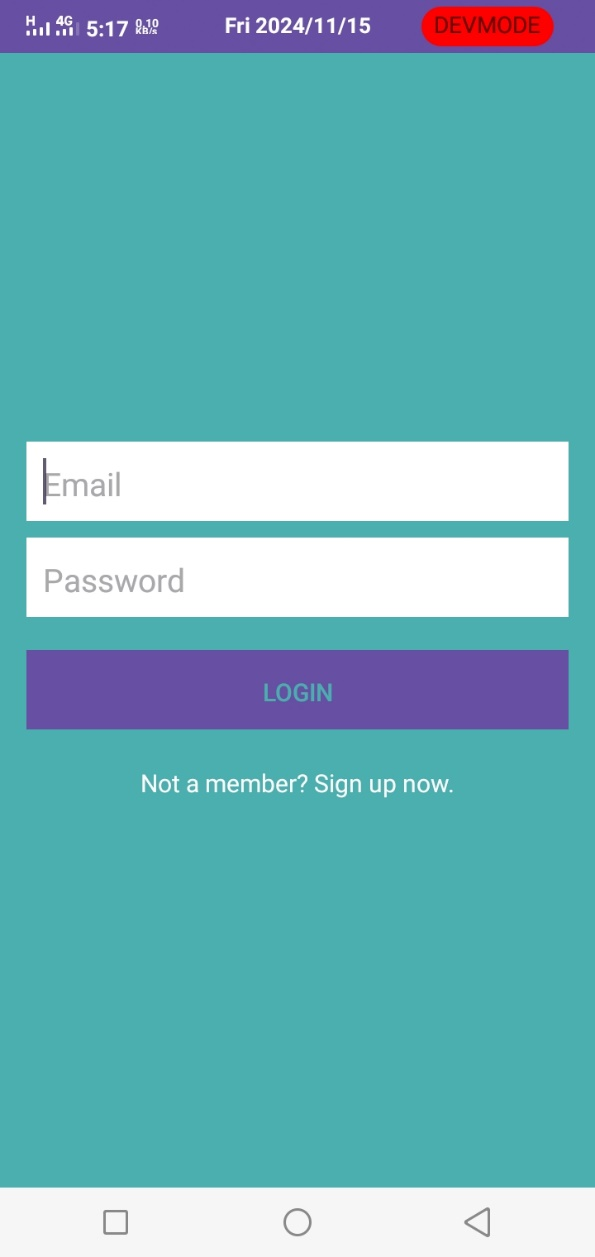 H 4G 5:17 0.10 KB/s Fri 2024/11/15 DEVMODE
Email
Password
LOGIN
Not a member? Sign up now.